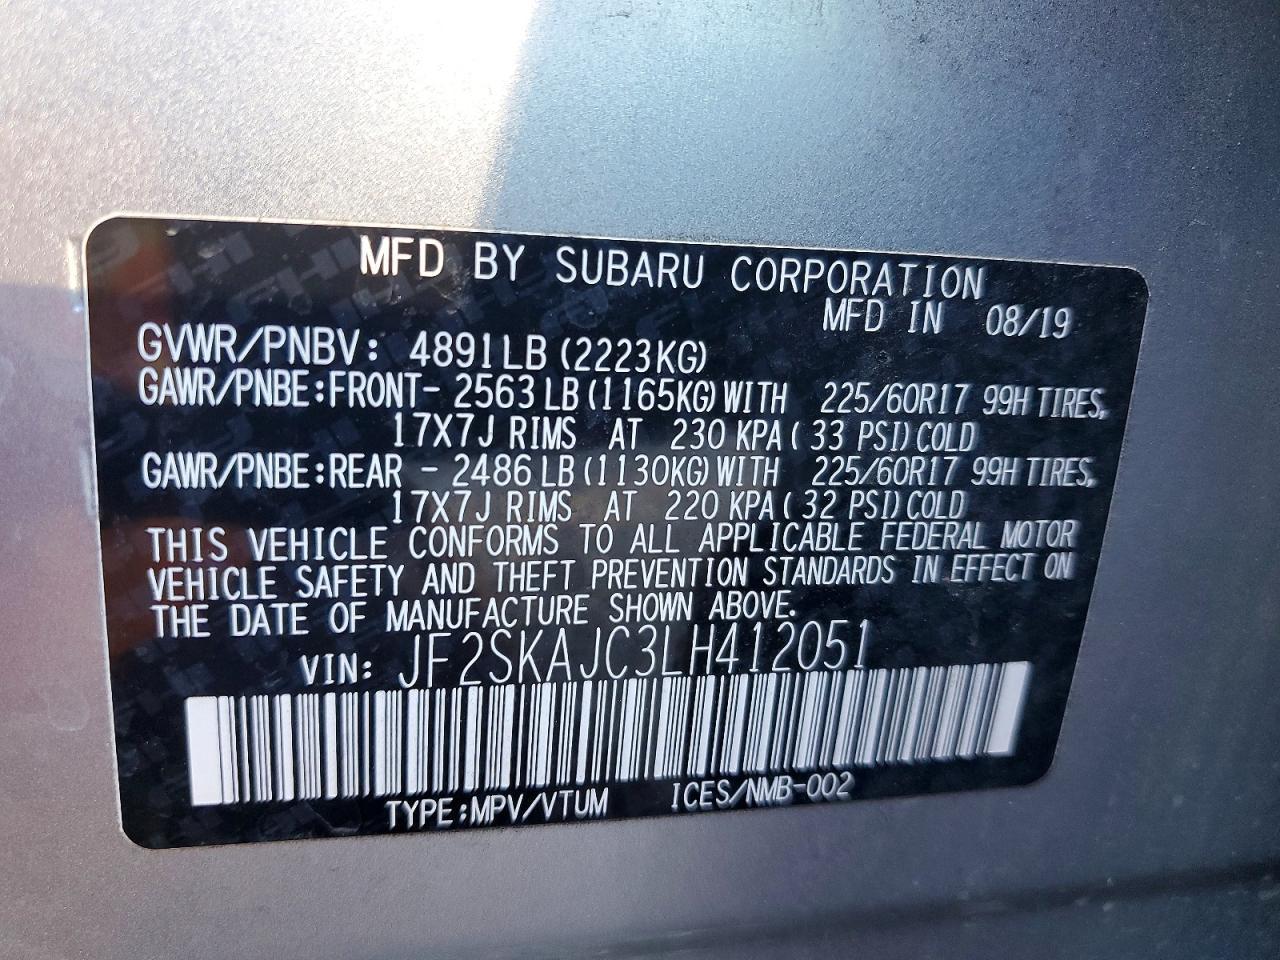 MFD BY SUBARU CORPORATION
MFD IN 08/19
GVWR/PNBV: 4891LB (2223KG)
GAWR/PNBE:FRONT- 2563 LB (1165KG) WITH 225/60R17 99H TIRES,
17X7J RIMS AT 230 KPA ( 33 PSI) COLD
GAWR/PNBE:REAR - 2486 LB (1130KG) WITH 225/60R17 99H TIRES,
17X7J RIMS AT 220 KPA ( 32 PSI) COLD
THIS VEHICLE CONFORMS TO ALL APPLICABLE FEDERAL MOTOR
VEHICLE SAFETY AND THEFT PREVENTION STANDARDS IN EFFECT ON
THE DATE OF MANUFACTURE SHOWN ABOVE.
VIN: JF2SKAJC3LH412051
TYPE:MPV/VTUM ICES/NMB-002